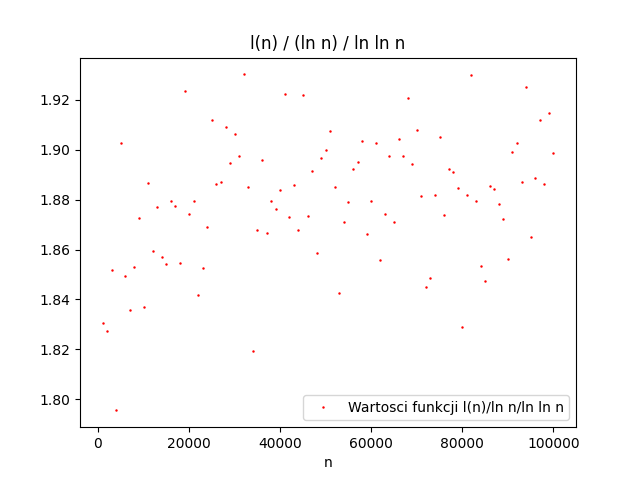 l(n) / (ln n) / ln ln n
1.92
1.90
1.88
1.86
1.84
1.82
1.80
Wartosci funkcji l(n)/ln n/ln ln n
0 20000 40000 60000 80000 100000
n